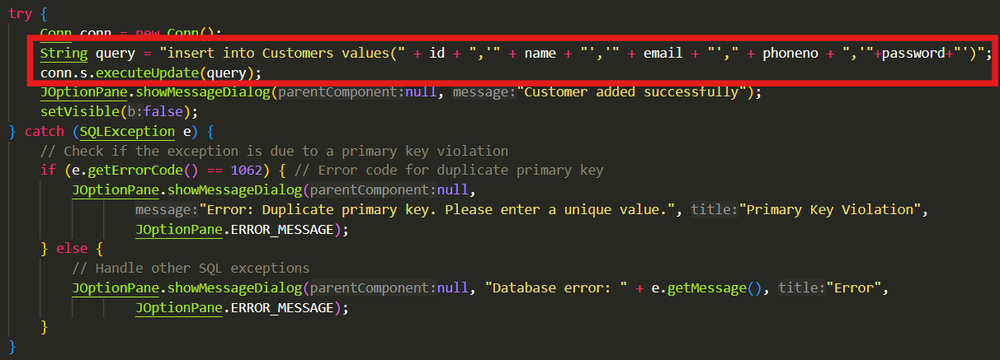 try {
Conn conn = new Conn();
String query = "insert into Customers values(" + id + ",'" + name + "','" + email + "'," + phoneno + ",'"+password+"')";
conn.s.executeUpdate(query);
JOptionPane.showMessageDialog(parentComponent:null, message:"Customer added successfully");
setVisible(b:false);
} catch (SQLException e) {
// Check if the exception is due to a primary key violation
if (e.getErrorCode() == 1062) { // Error code for duplicate primary key
JOptionPane.showMessageDialog(parentComponent:null,
message:"Error: Duplicate primary key. Please enter a unique value.", title:"Primary Key Violation",
JOptionPane.ERROR_MESSAGE);
} else {
// Handle other SQL exceptions
JOptionPane.showMessageDialog(parentComponent:null, "Database error: " + e.getMessage(), title:"Error",
JOptionPane.ERROR_MESSAGE);
}
}